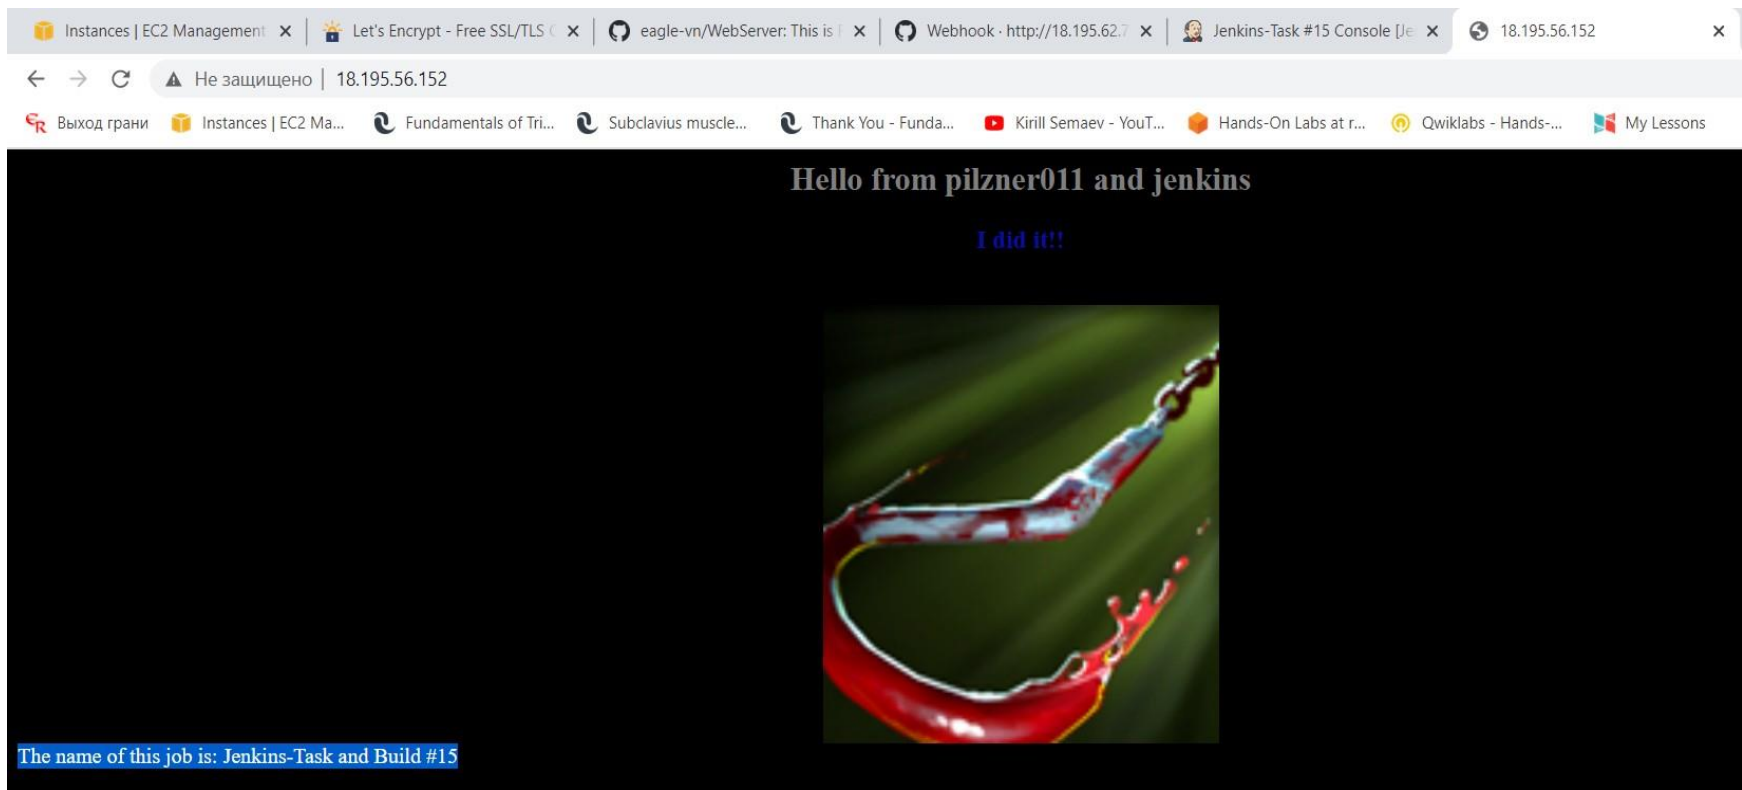 Instances | EC2 Management
Let's Encrypt - Free SSL/TLS C
eagle-vn/WebServer: This is
Webhook · http://18.195.62.7
Jenkins-Task #15 Console [Je
18.195.56.152
Не защищено | 18.195.56.152
Выход грани
Instances | EC2 Ma...
Fundamentals of Tri...
Subclavius muscle...
Thank You - Funda...
Kirill Semaev - YouT...
Hands-On Labs at r...
Qwiklabs - Hands-...
My Lessons
Hello from pilzner011 and jenkins
I did it!!
The name of this job is: Jenkins-Task and Build #15